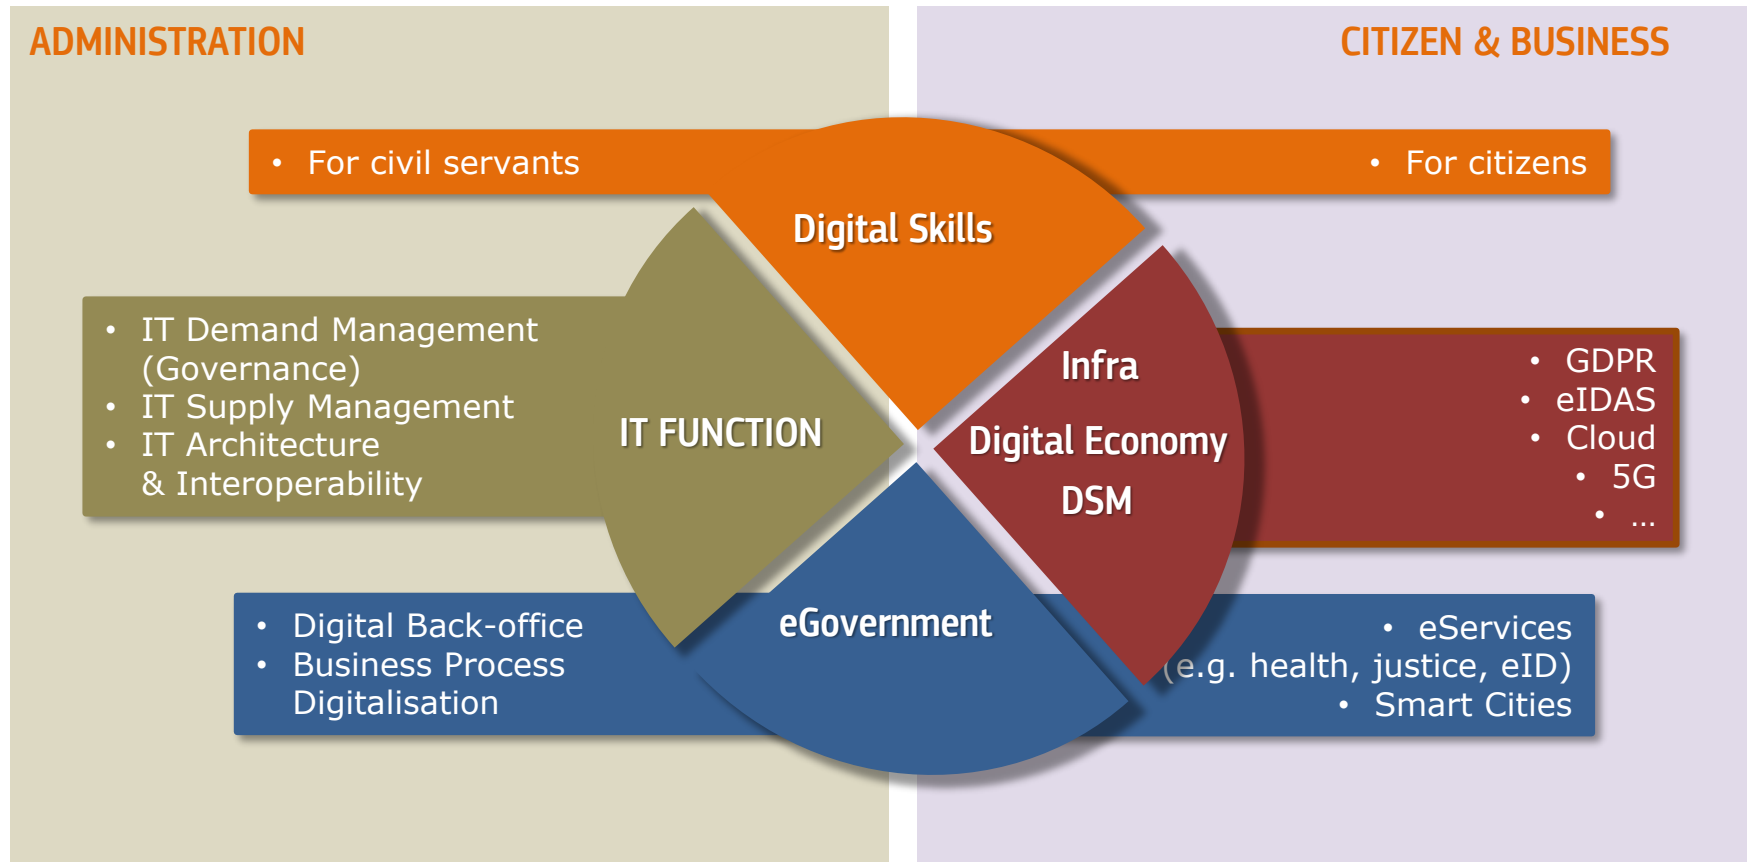 ADMINISTRATION
CITIZEN & BUSINESS
• For civil servants
• For citizens
Digital Skills
• IT Demand Management
(Governance)
• IT Supply Management
• IT Architecture
& Interoperability
IT FUNCTION
Infra
Digital Economy
DSM
• GDPR
• eIDAS
• Cloud
• 5G
• ...
• Digital Back-office
• Business Process
Digitalisation
eGovernment
• eServices
(e.g. health, justice, eID)
• Smart Cities